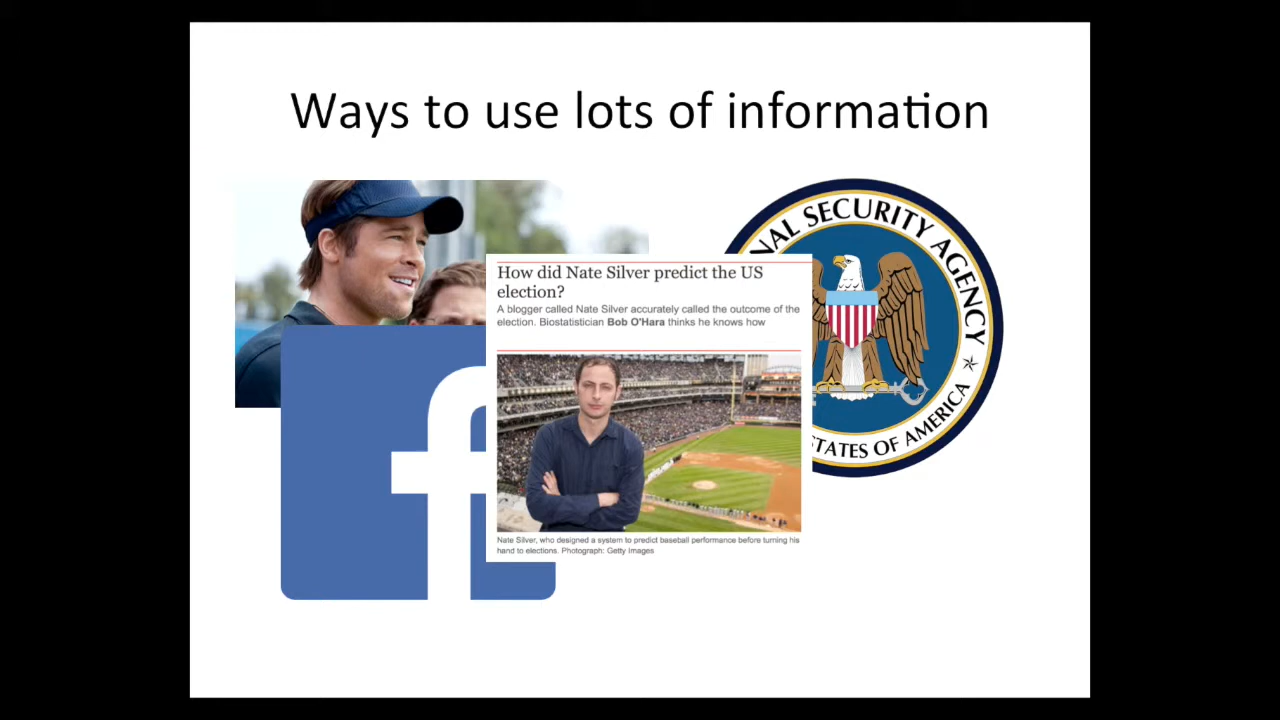 Ways to use lots of information
NAL SECURITY AGENCY
STATES OF AMERICA
How did Nate Silver predict the US
election?
A blogger called Nate Silver accurately called the outcome of the
election. Biostatistician Bob O'Hara thinks he knows how
f
Nate Silver, who designed a system to predict baseball performance before turning his
hand to elections. Photograph: Getty Images